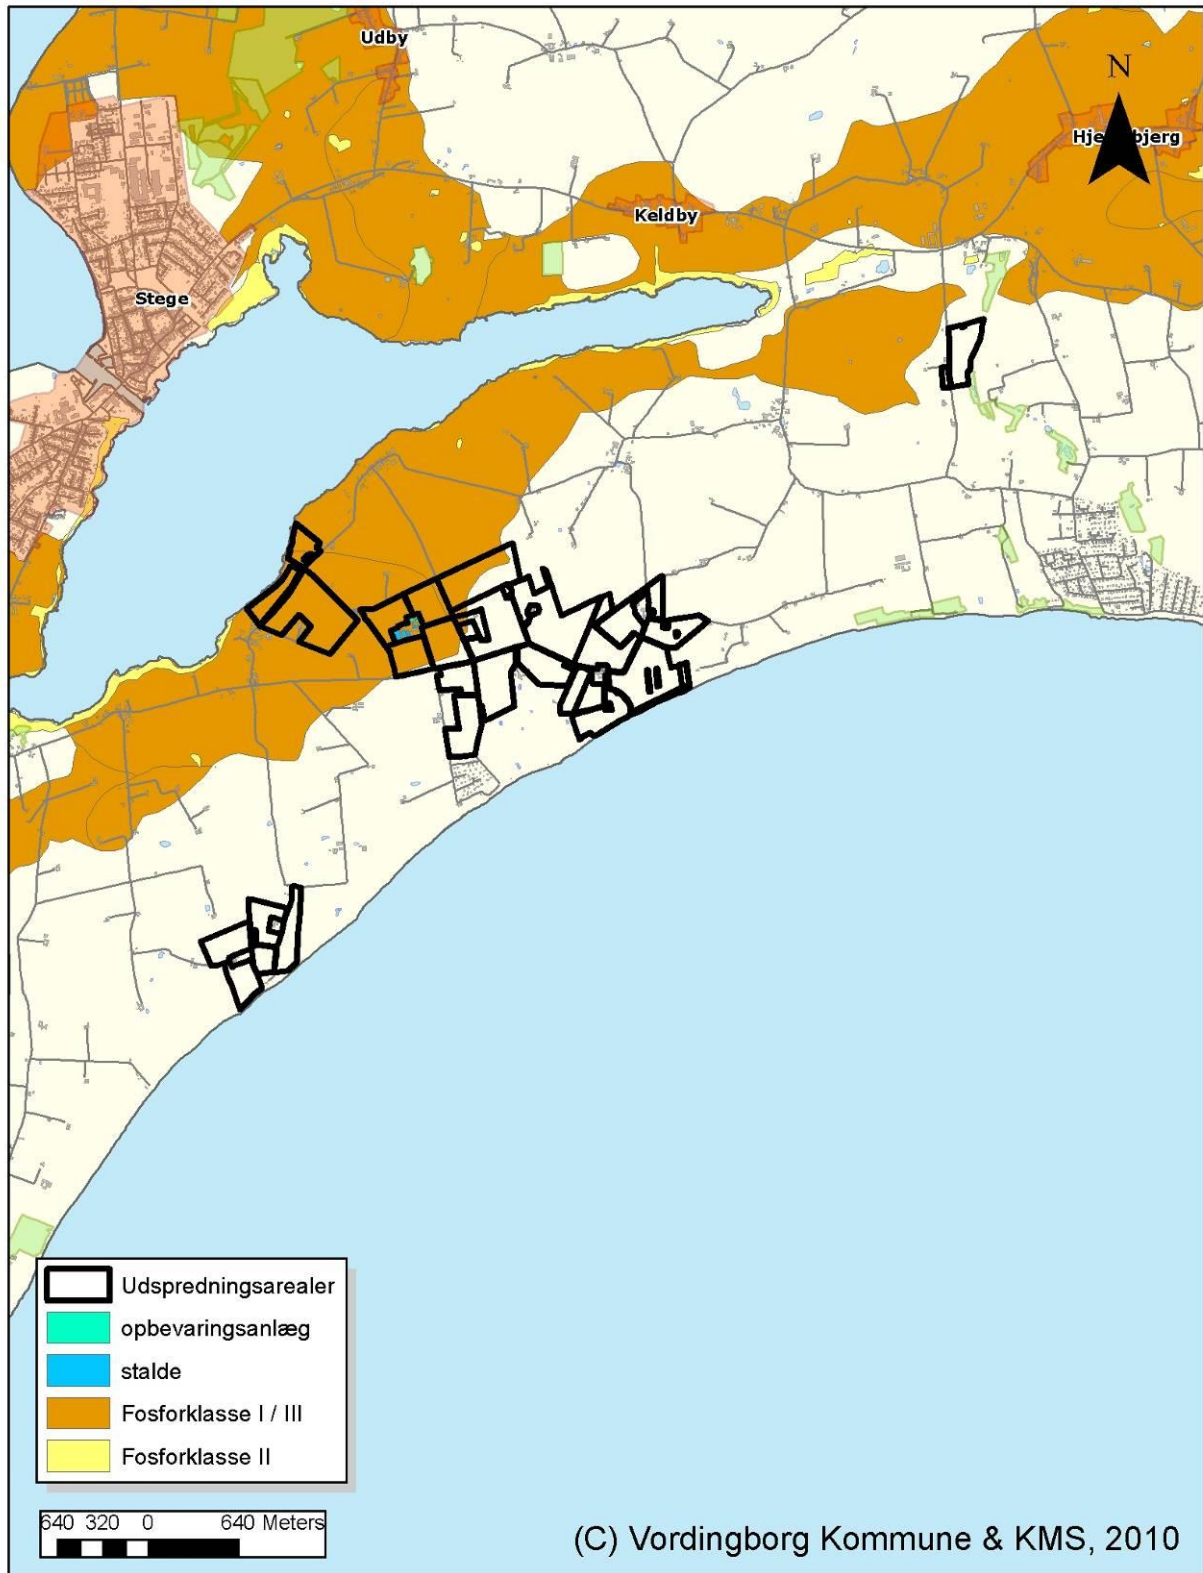 Udby
N
Keldby
Stege
Udspredningsarealer
opbevaringsanlæg
stalde
Fosforklasse I / III
Fosforklasse II
640 320 0 640 Meters
(C) Vordingborg Kommune & KMS, 2010